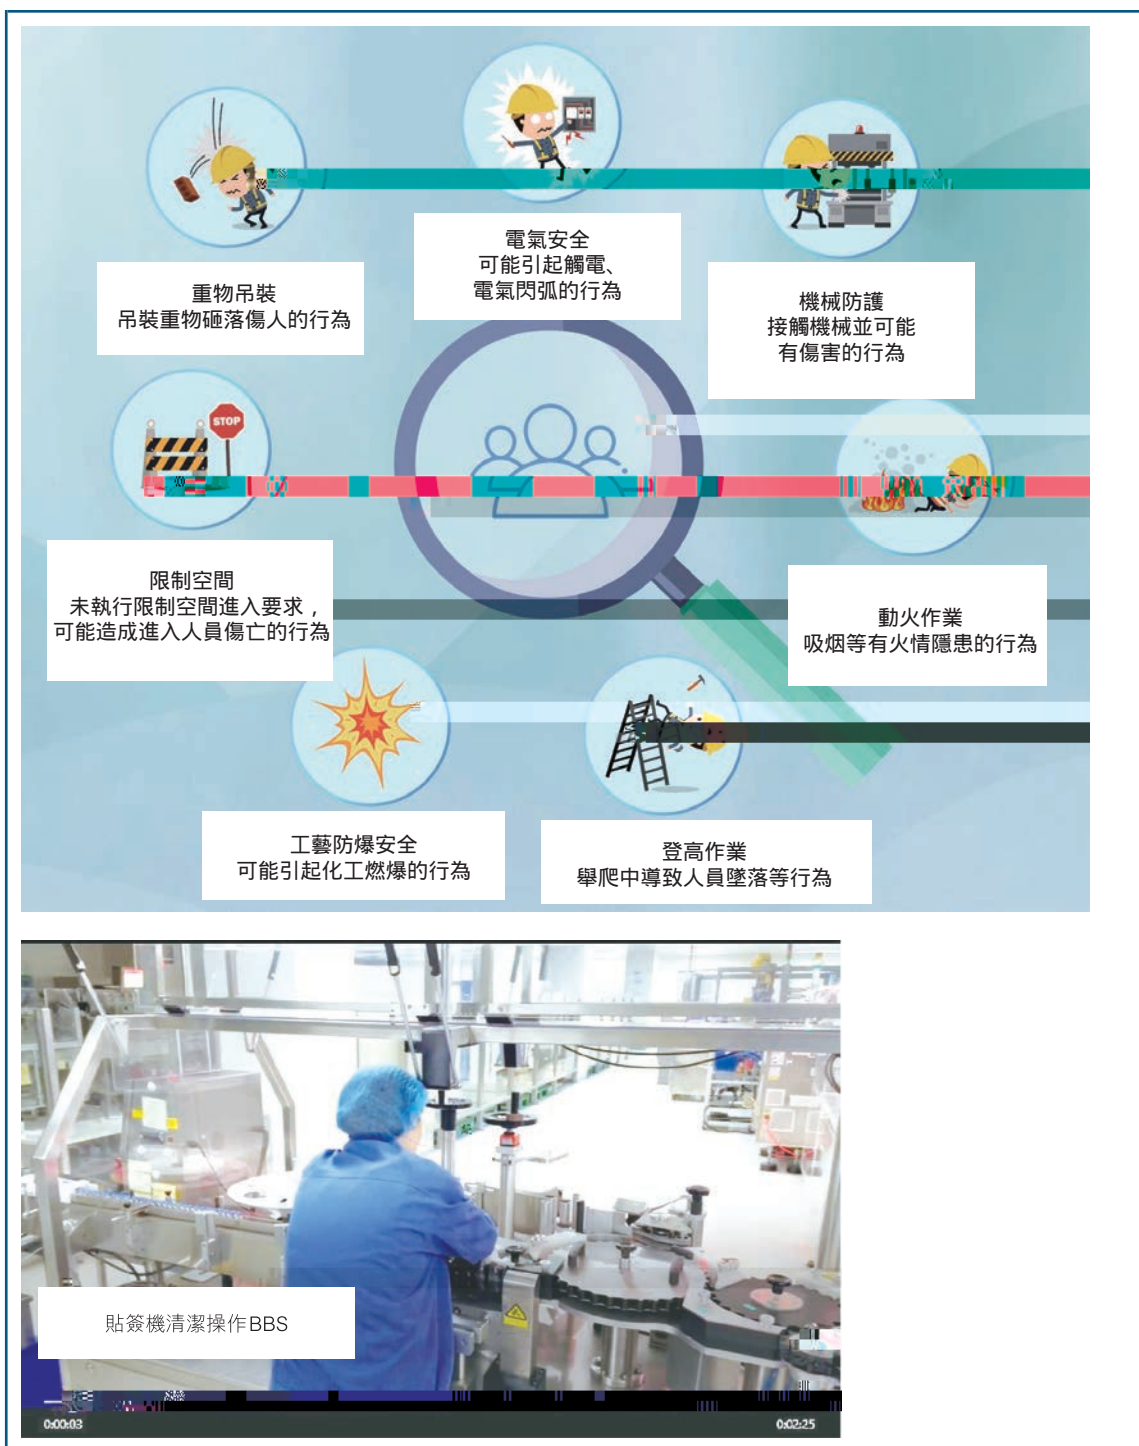 電氣安全
可能引起觸電、
電氣閃弧的行為
重物吊裝
吊裝重物砸落傷人的行為
機械防護
接觸機械並可能
有傷害的行為
STOP
限制空間
未執行限制空間進入要求，
可能造成進入人員傷亡的行為
動火作業
吸烟等有火情隱患的行為
工藝防爆安全
可能引起化工燃爆的行為
登高作業
舉爬中導致人員墜落等行為
貼簽機清潔操作BBS
0:00:03
0:02:25